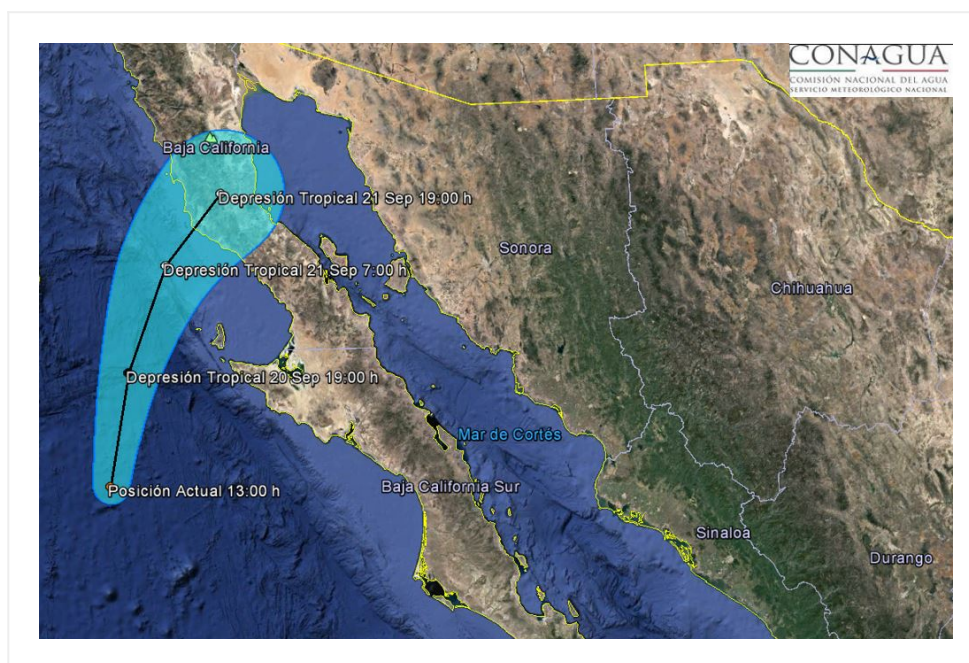 CONAGUA
COMISIÓN NACIONAL DEL AGUA
SERVICIO METEOROLÓGICO NACIONAL
Baja California
Depresión Tropical 21 Sep 19:00 h
Sonora
Depresión Tropical 21 Sep 7:00 h
Chihuahua
Depresión Tropical 20 Sep 19:00 h
Mar de Cortés
Posición Actual 13:00 h
Baja California Sur
Sinaloa
Durango